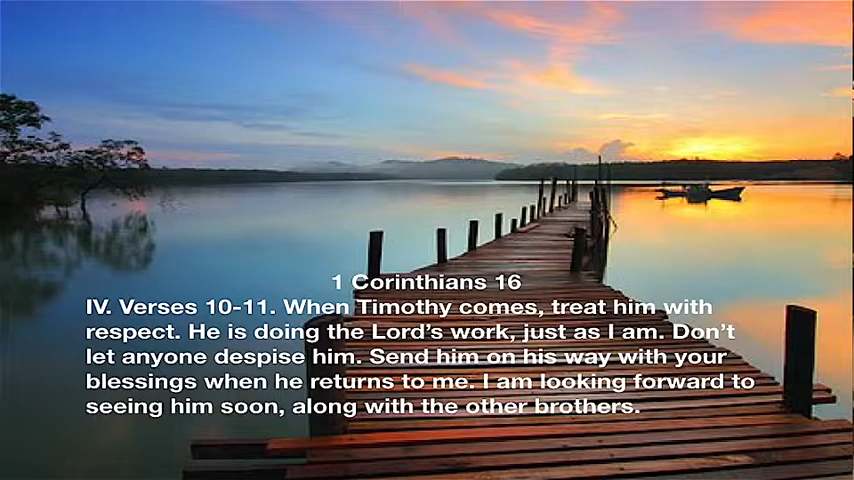 1 Corinthians 16
IV. Verses 10-11. When Timothy comes, treat him with
respect. He is doing the Lord's work, just as I am. Don't
let anyone despise him. Send him on his way with your
blessings when he returns to me. I am looking forward to
seeing him soon, along with the other brothers.